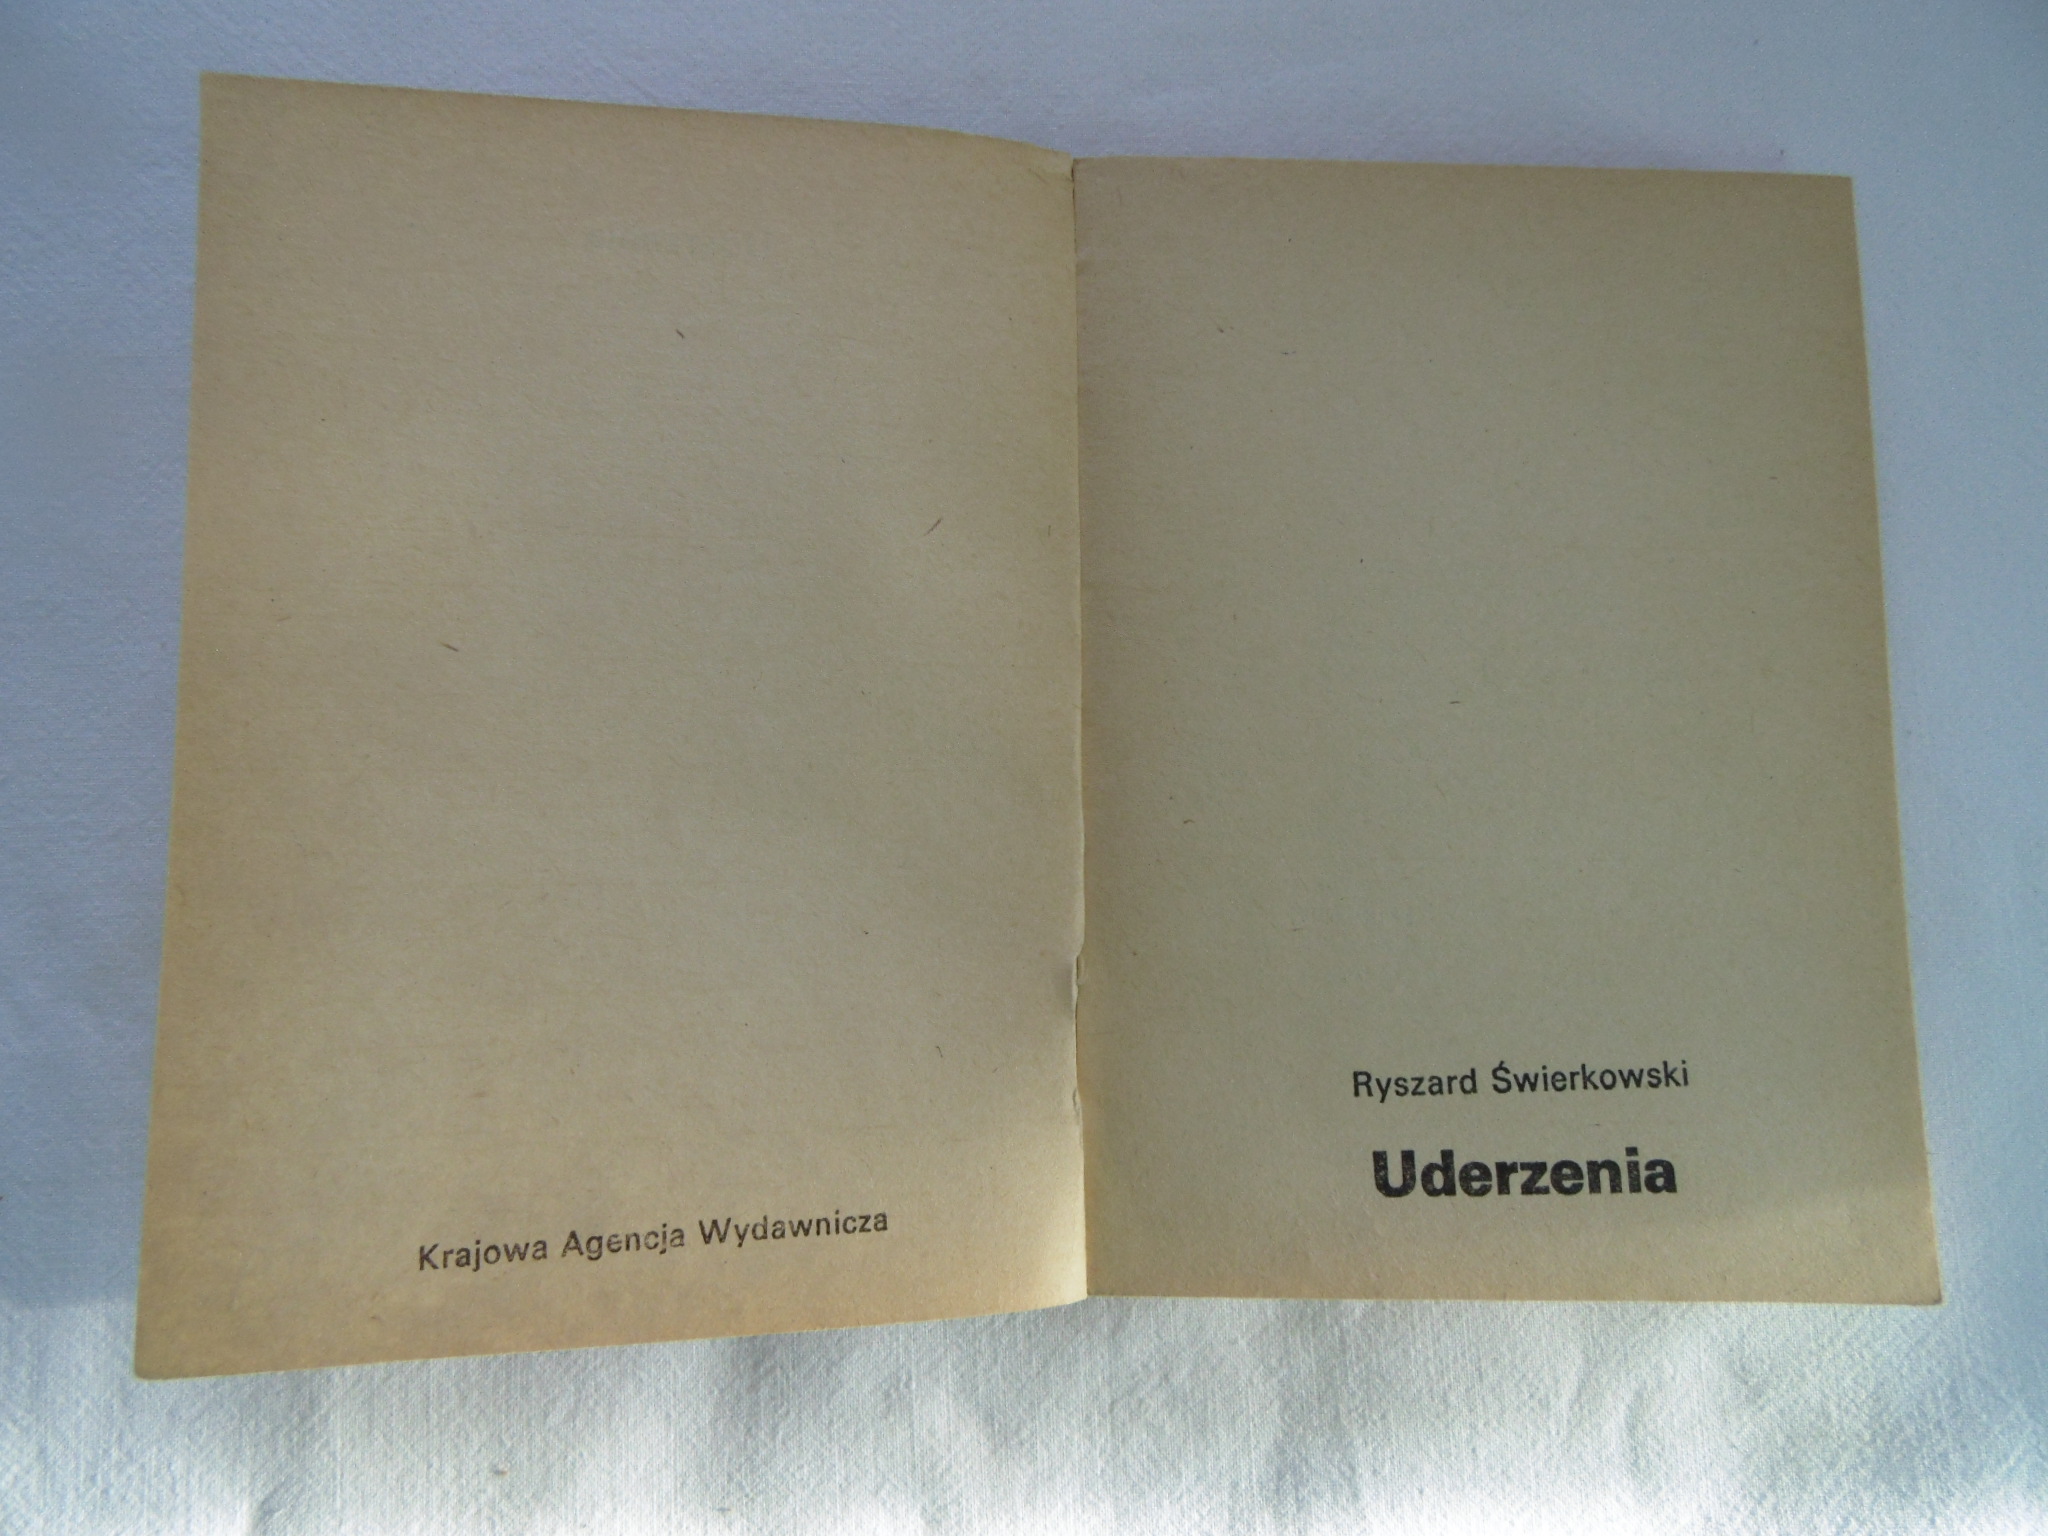 Krajowa Agencja Wydawnicza
Ryszard Świerkowski
Uderzenia